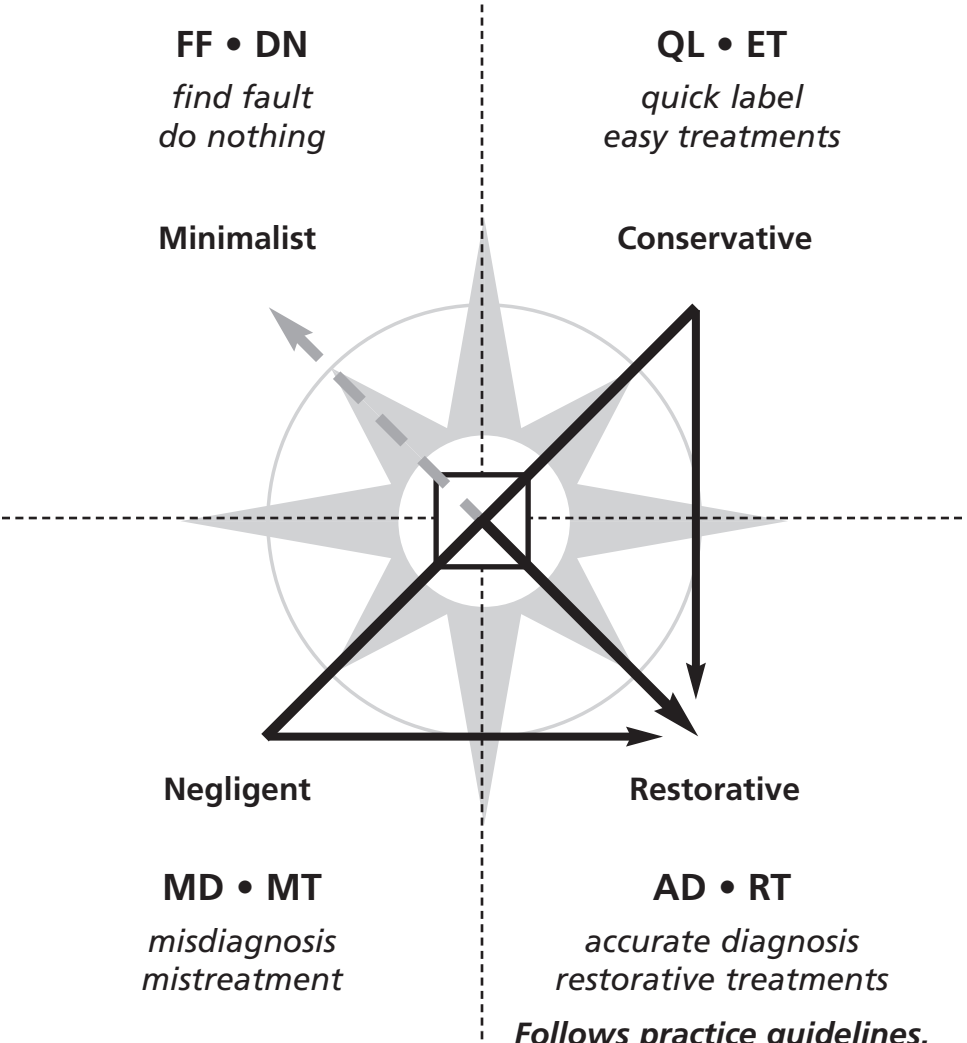 FF • DN
find fault
do nothing
QL • ET
quick label
easy treatments
Minimalist
Conservative
Negligent
Restorative
MD • MT
misdiagnosis
mistreatment
AD • RT
accurate diagnosis
restorative treatments
Follows practice guidelines.